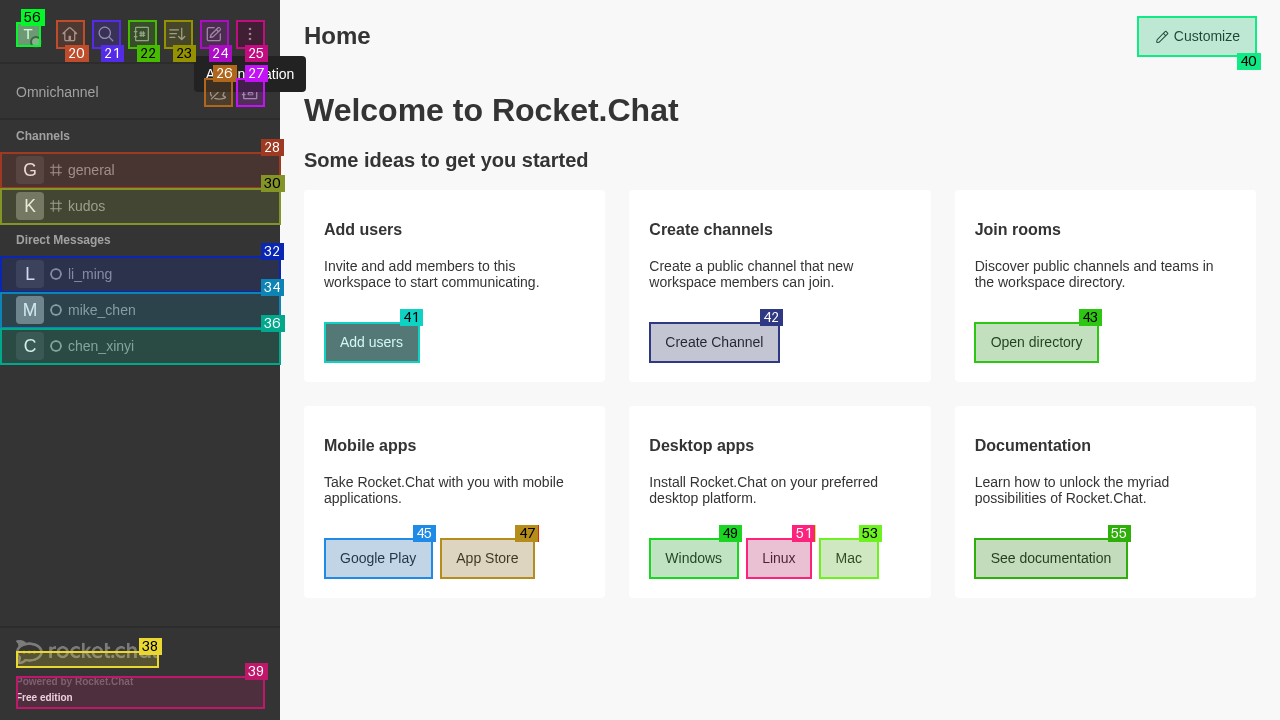 56
T
20
21
22
23
24
25
26
27
Omnichannel
Channels
28
G general
30
K kudos
Direct Messages
32
L li_ming
34
M mike_chen
36
C chen_xinyi
38
rocket.cha
39
Powered by Rocket.Chat
Free edition
Home
Customize
40
Welcome to Rocket.Chat
Some ideas to get you started
Add users
Invite and add members to this
workspace to start communicating.
41
Add users
Create channels
Create a public channel that new
workspace members can join.
42
Create Channel
Join rooms
Discover public channels and teams in
the workspace directory.
43
Open directory
Mobile apps
Take Rocket.Chat with you with mobile
applications.
45
47
Google Play
App Store
Desktop apps
Install Rocket.Chat on your preferred
desktop platform.
49
51
53
Windows
Linux
Mac
Documentation
Learn how to unlock the myriad
possibilities of Rocket.Chat.
55
See documentation